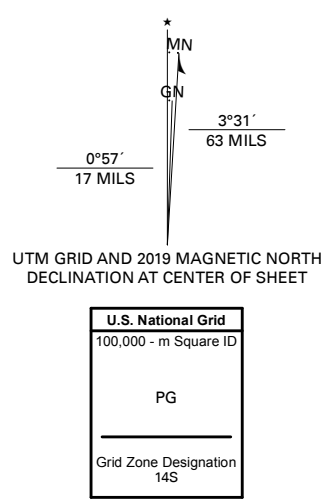 MN
GN
3°31´
63 MILS
0°57´
17 MILS
UTM GRID AND 2019 MAGNETIC NORTH
DECLINATION AT CENTER OF SHEET
U.S. National Grid
100,000 - m Square ID
PG
Grid Zone Designation
14S